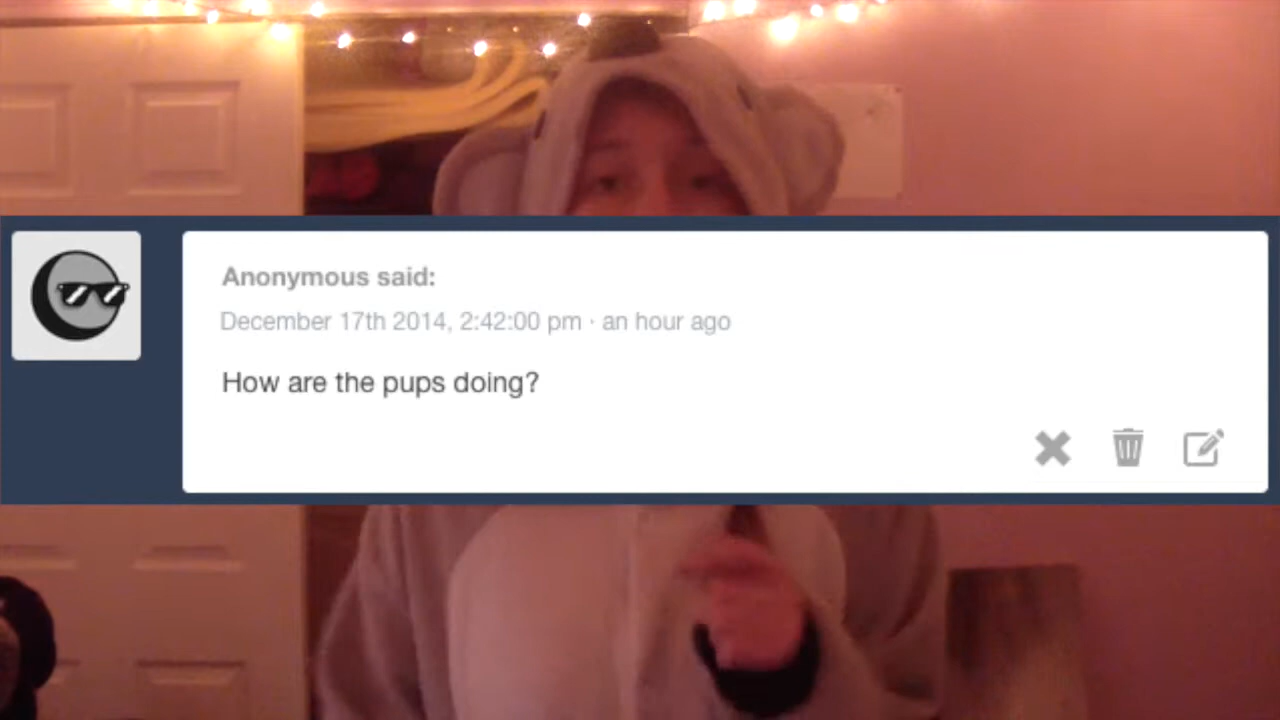 Anonymous said:
December 17th 2014, 2:42:00 pm · an hour ago
How are the pups doing?